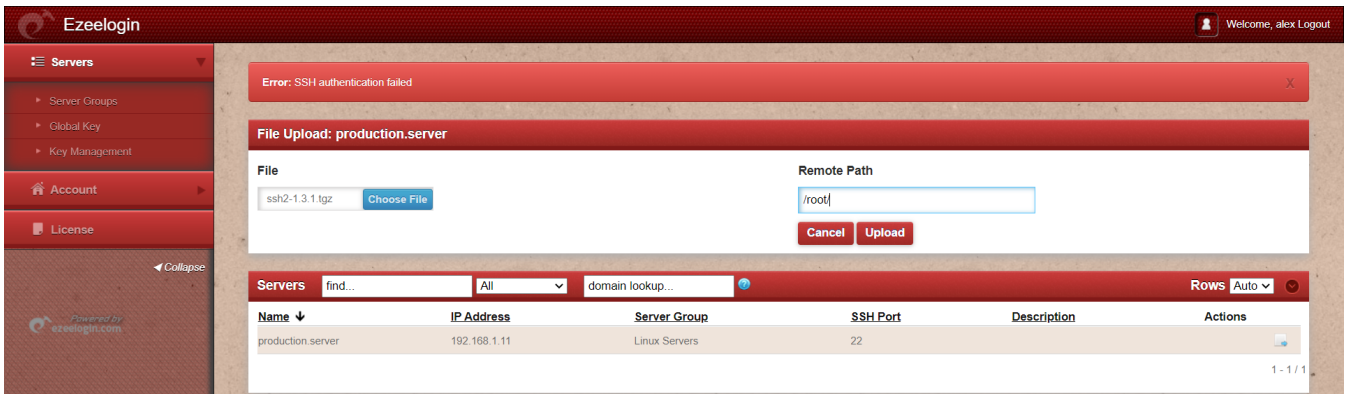 Ezeelogin
Welcome, alex Logout
Servers
Server Groups
Global Key
Key Management
Account
License
Collapse
Powered by
ezeelogin.com
Error: SSH authentication failed
X
File Upload: production.server
File
Remote Path
ssh2-1.3.1.tgz Choose File
/root/
Cancel Upload
Servers find... All domain lookup... ? Rows Auto
Name IP Address Server Group SSH Port Description Actions
production.server 192.168.1.11 Linux Servers 22
1 - 1 / 1